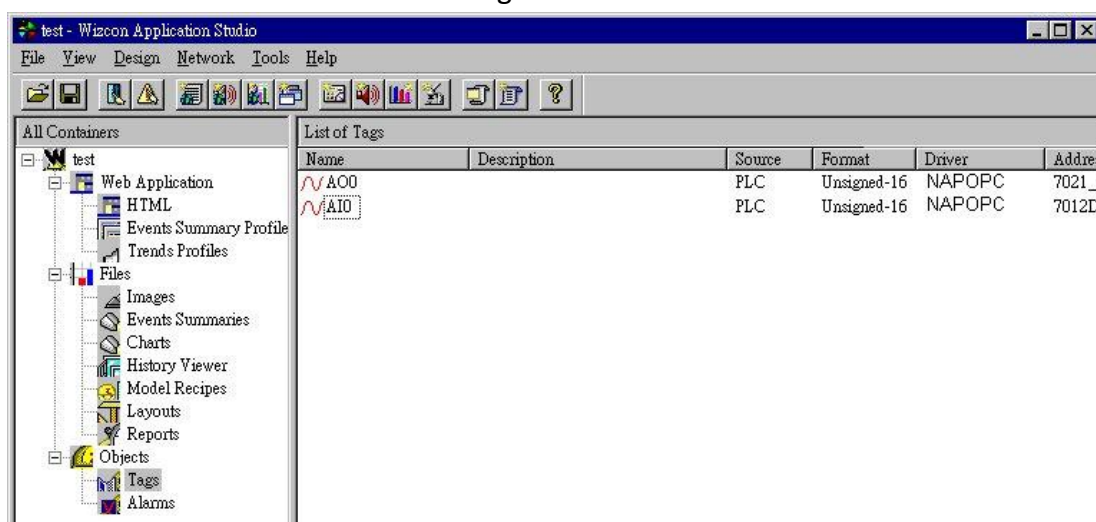 test - Wizcon Application Studio
File View Design Network Tools Help
All Containers
List of Tags
test
Web Application
HTML
Events Summary Profile
Trends Profiles
Files
Images
Events Summaries
Charts
History Viewer
Model Recipes
Layouts
Reports
Objects
Tags
Alarms
Name Description Source Format Driver Addre
AO0 PLC Unsigned-16 NAPOPC 7021_
AI0 PLC Unsigned-16 NAPOPC 7012D